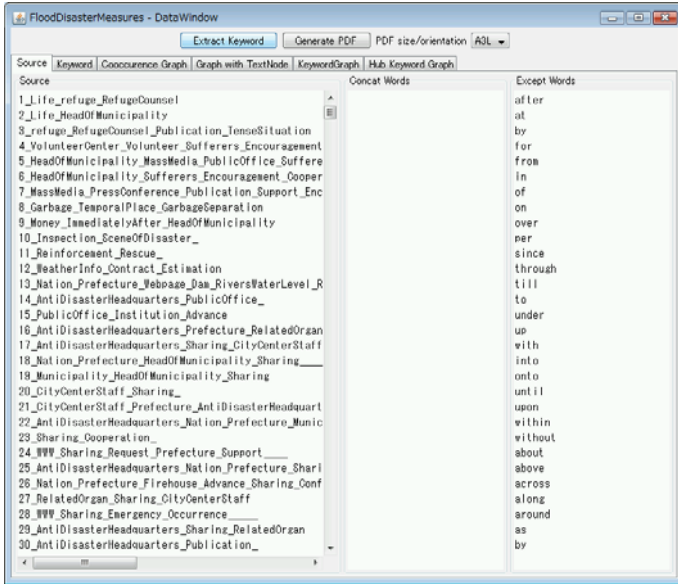 FloodDisasterMeasures - DataWindow
Extract Keyword Generate PDF PDF size/orientation A3L
Source Keyword Cooccurence Graph Graph with TextNode KeywordGraph Hub Keyword Graph
Source
1_Life_refuge_RefugeCounsel
2_Life_HeadOfMunicipality
3_refuge_RefugeCounsel_Publication_TenseSituation
4_VolunteerCenter_Volunteer_Sufferers_Encouragement
5_HeadOfMunicipality_MassMedia_PublicOffice_Suffere
6_HeadOfMunicipality_Sufferers_Encouragement_Cooper
7_MassMedia_PressConference_Publication_Support_Enc
8_Garbage_TemporalPlace_GarbageSeparation
9_Money_ImmediatelyAfter_HeadOfMunicipality
10_Inspection_SceneOfDisaster_
11_Reinforcement_Rescue_
12_WeatherInfo_Contract_Estimation
13_Nation_Prefecture_Webpage_Dam_RiversWaterLevel_R
14_AntiDisasterHeadquarters_PublicOffice_
15_PublicOffice_Institution_Advance
16_AntiDisasterHeadquarters_Prefecture_RelatedOrgan
17_AntiDisasterHeadquarters_Sharing_CityCenterStaff
18_Nation_Prefecture_HeadOfMunicipality_Sharing____
19_Municipality_HeadOfMunicipality_Sharing
20_CityCenterStaff_Sharing_
21_CityCenterStaff_Prefecture_AntiDisasterHeadquart
22_AntiDisasterHeadquarters_Nation_Prefecture_Munic
23_Sharing_Cooperation_
24_WWW_Sharing_Request_Prefecture_Support____
25_AntiDisasterHeadquarters_Nation_Prefecture_Shari
26_Nation_Prefecture_Firehouse_Advance_Sharing_Conf
27_RelatedOrgan_Sharing_CityCenterStaff
28_WWW_Sharing_Emergency_Occurrence_____
29_AntiDisasterHeadquarters_Sharing_RelatedOrgan
30_AntiDisasterHeadquarters_Publication_
Concat Words
Except Words
after
at
by
for
from
in
of
on
over
per
since
through
till
to
under
up
with
into
onto
until
upon
within
without
about
above
across
along
around
as
by